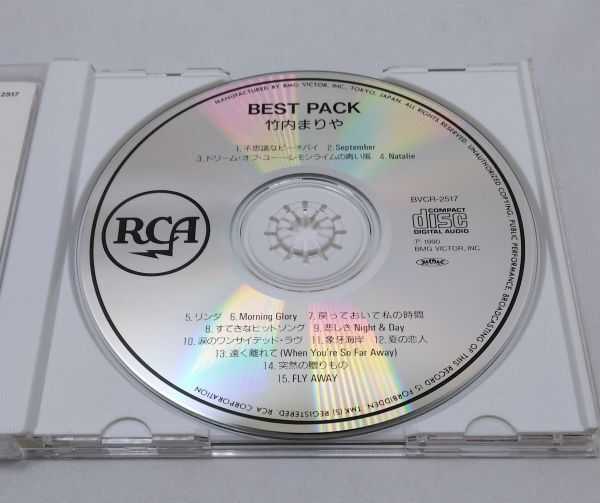 -2517
MANUFACTURED BY BMG VICTOR, INC., TOKYO, JAPAN. ALL RIGHTS RESERVED. UNAUTHORIZED COPYING, PUBLIC PERFORMANCE, BROADCASTING OF THIS RECORD IS FORBIDDEN.
BEST PACK
竹内まりや
1.不思議なピーチパイ 2.September
3.ドリーム・オブ・ユー〜レモンライムの青い風 4.Natalie
RCA
BVCR-2517
COMPACT
disc
DIGITAL AUDIO
Ⓟ 1990
BMG VICTOR, INC.
JASRAC
5.リンダ 6.Morning Glory 7.戻っておいで私の時間
8.すてきなヒットソング 9.悲しきNight & Day
10.涙のワンサイデッド・ラヴ 11.象牙海岸 12.夏の恋人
13.遠く離れて(When You're So Far Away)
14.突然の贈りもの
15.FLY AWAY
TMK(S) REGISTERED. RCA CORPORATION